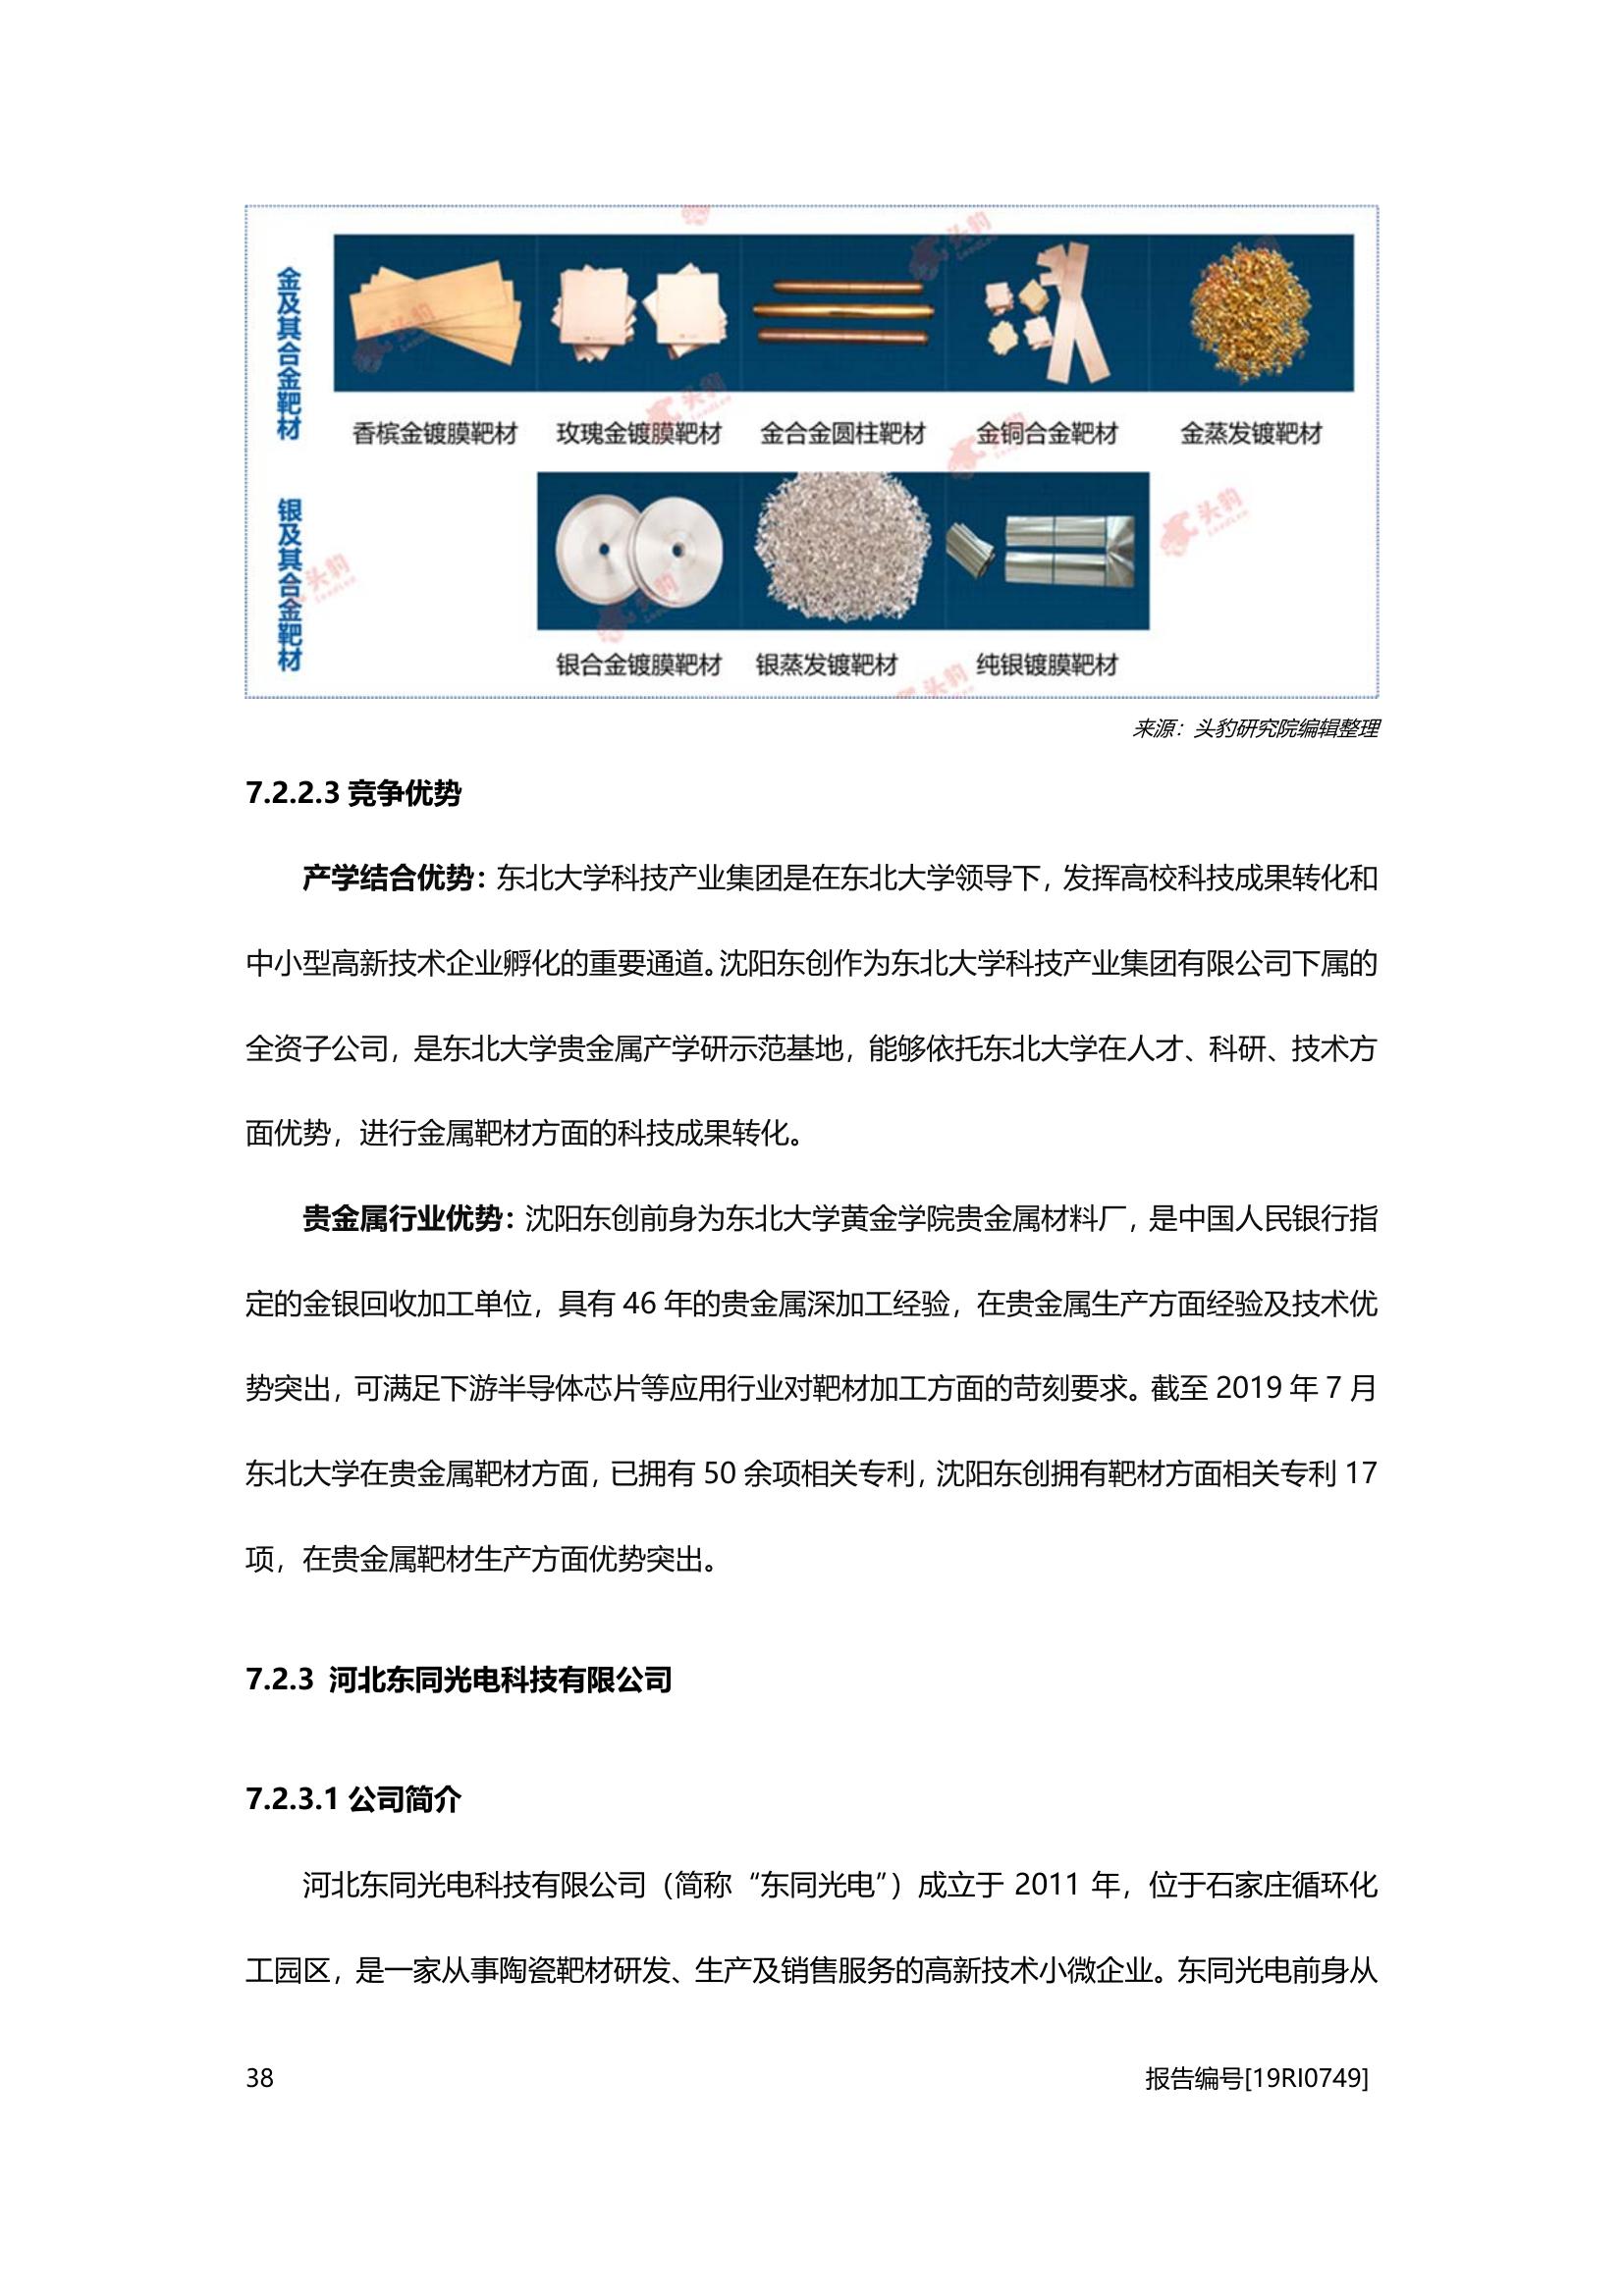 金及其合金靶材
香槟金镀膜靶材 玫瑰金镀膜靶材 金合金圆柱靶材 金铜合金靶材 金蒸发镀靶材
银及其合金靶材
银合金镀膜靶材 银蒸发镀靶材 纯银镀膜靶材
头豹
LeadLeo
来源：头豹研究院编辑整理
7.2.2.3 竞争优势
产学结合优势：东北大学科技产业集团是在东北大学领导下，发挥高校科技成果转化和
中小型高新技术企业孵化的重要通道。沈阳东创作为东北大学科技产业集团有限公司下属的
全资子公司，是东北大学贵金属产学研示范基地，能够依托东北大学在人才、科研、技术方
面优势，进行金属靶材方面的科技成果转化。
贵金属行业优势：沈阳东创前身为东北大学黄金学院贵金属材料厂，是中国人民银行指
定的金银回收加工单位，具有 46 年的贵金属深加工经验，在贵金属生产方面经验及技术优
势突出，可满足下游半导体芯片等应用行业对靶材加工方面的苛刻要求。截至 2019 年 7 月
东北大学在贵金属靶材方面，已拥有 50 余项相关专利，沈阳东创拥有靶材方面相关专利 17
项，在贵金属靶材生产方面优势突出。
7.2.3 河北东同光电科技有限公司
7.2.3.1 公司简介
河北东同光电科技有限公司（简称“东同光电”）成立于 2011 年，位于石家庄循环化
工园区，是一家从事陶瓷靶材研发、生产及销售服务的高新技术小微企业。东同光电前身从
38 报告编号[19RI0749]